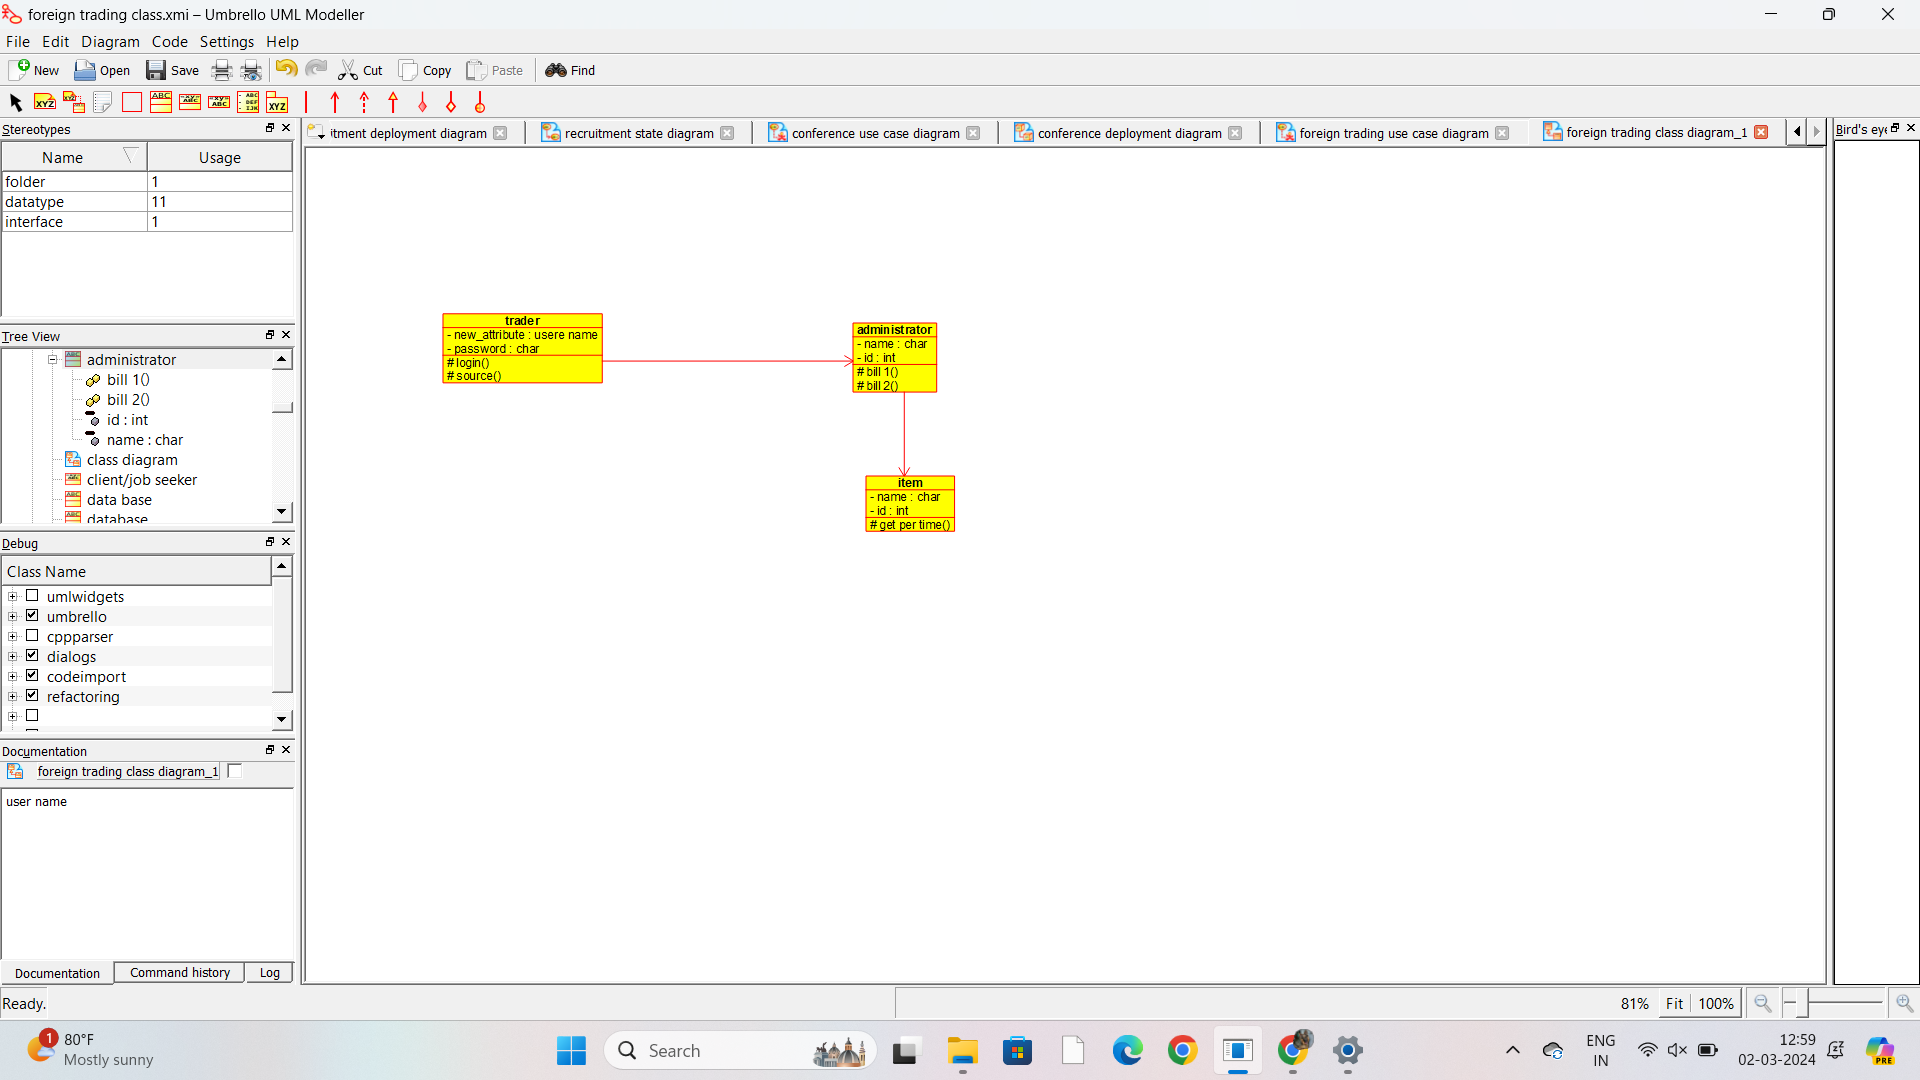 foreign trading class.xmi – Umbrello UML Modeller
File Edit Diagram Code Settings Help
New Open Save Cut Copy Paste Find
Stereotypes
Name Usage
folder 1
datatype 11
interface 1
Tree View
administrator
bill 1()
bill 2()
id : int
name : char
class diagram
client/job seeker
data base
database
Debug
Class Name
umlwidgets
umbrello
cppparser
dialogs
codeimport
refactoring
Documentation
foreign trading class diagram_1
user name
Documentation Command history Log
Ready.
itment deployment diagram recruitment state diagram conference use case diagram conference deployment diagram foreign trading use case diagram foreign trading class diagram_1
Bird's eye
trader
- new_attribute : usere name
- password : char
# login()
# source()
administrator
- name : char
- id : int
# bill 1()
# bill 2()
item
- name : char
- id : int
# get per time()
81% Fit 100%
1
80°F
Mostly sunny
Search
ENG
IN
12:59
02-03-2024
PRE